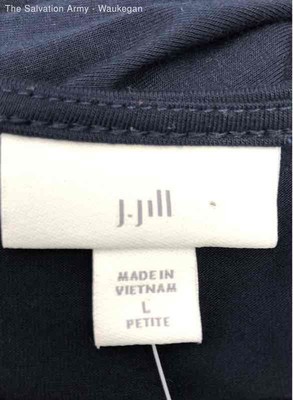 The Salvation Army - Waukegan
J.Jill
MADE IN
VIETNAM
L
PETITE